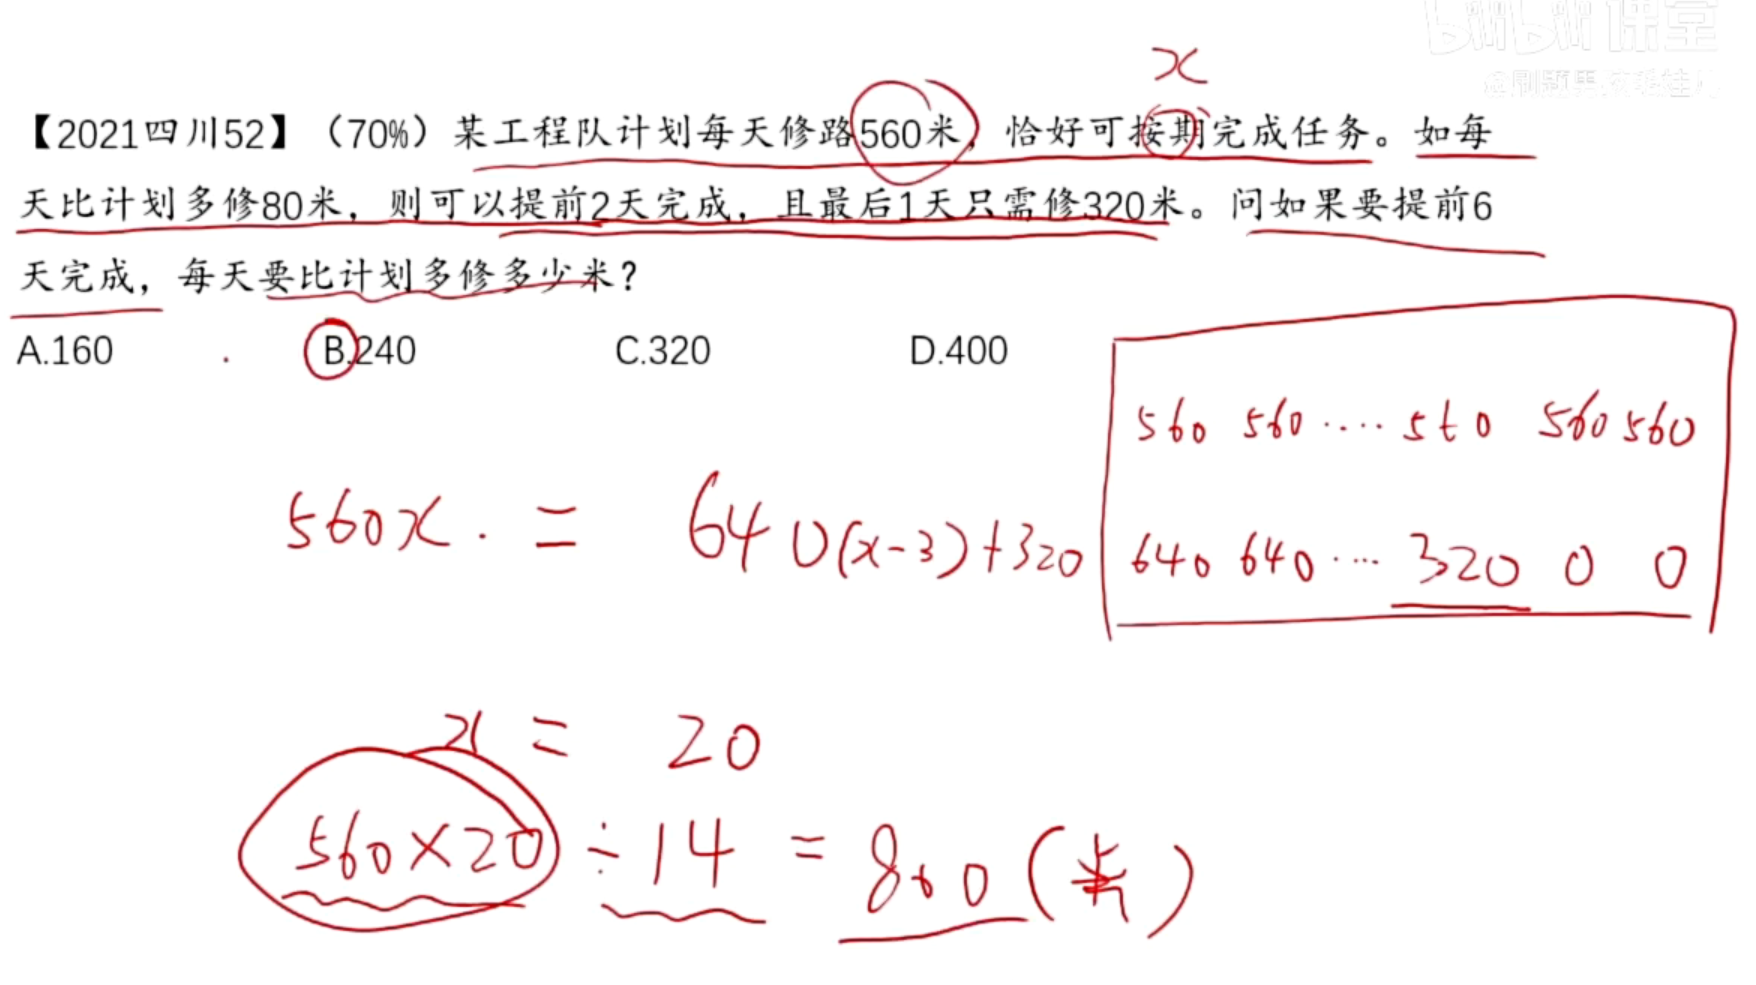 bilibili 课堂
x
【2021四川52】（70%）某工程队计划每天修路560米，恰好可按期完成任务。如每
天比计划多修80米，则可以提前2天完成，且最后1天只需修320米。问如果要提前6
天完成，每天要比计划多修多少米？
A.160 B.240 C.320 D.400
560 560 ···· 560 560 560
560x = 640(x-3)+320
640 640 ···· 320 0 0
x = 20
560×20 ÷ 14 = 800 (米)